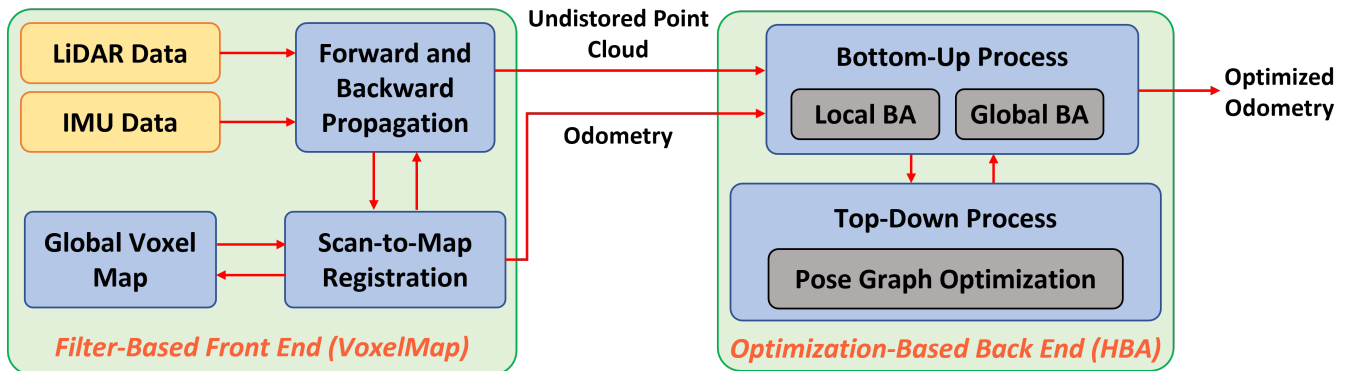 LiDAR Data
IMU Data
Forward and
Backward
Propagation
Global Voxel
Map
Scan-to-Map
Registration
Filter-Based Front End (VoxelMap)
Undistored Point
Cloud
Odometry
Bottom-Up Process
Local BA
Global BA
Top-Down Process
Pose Graph Optimization
Optimization-Based Back End (HBA)
Optimized
Odometry